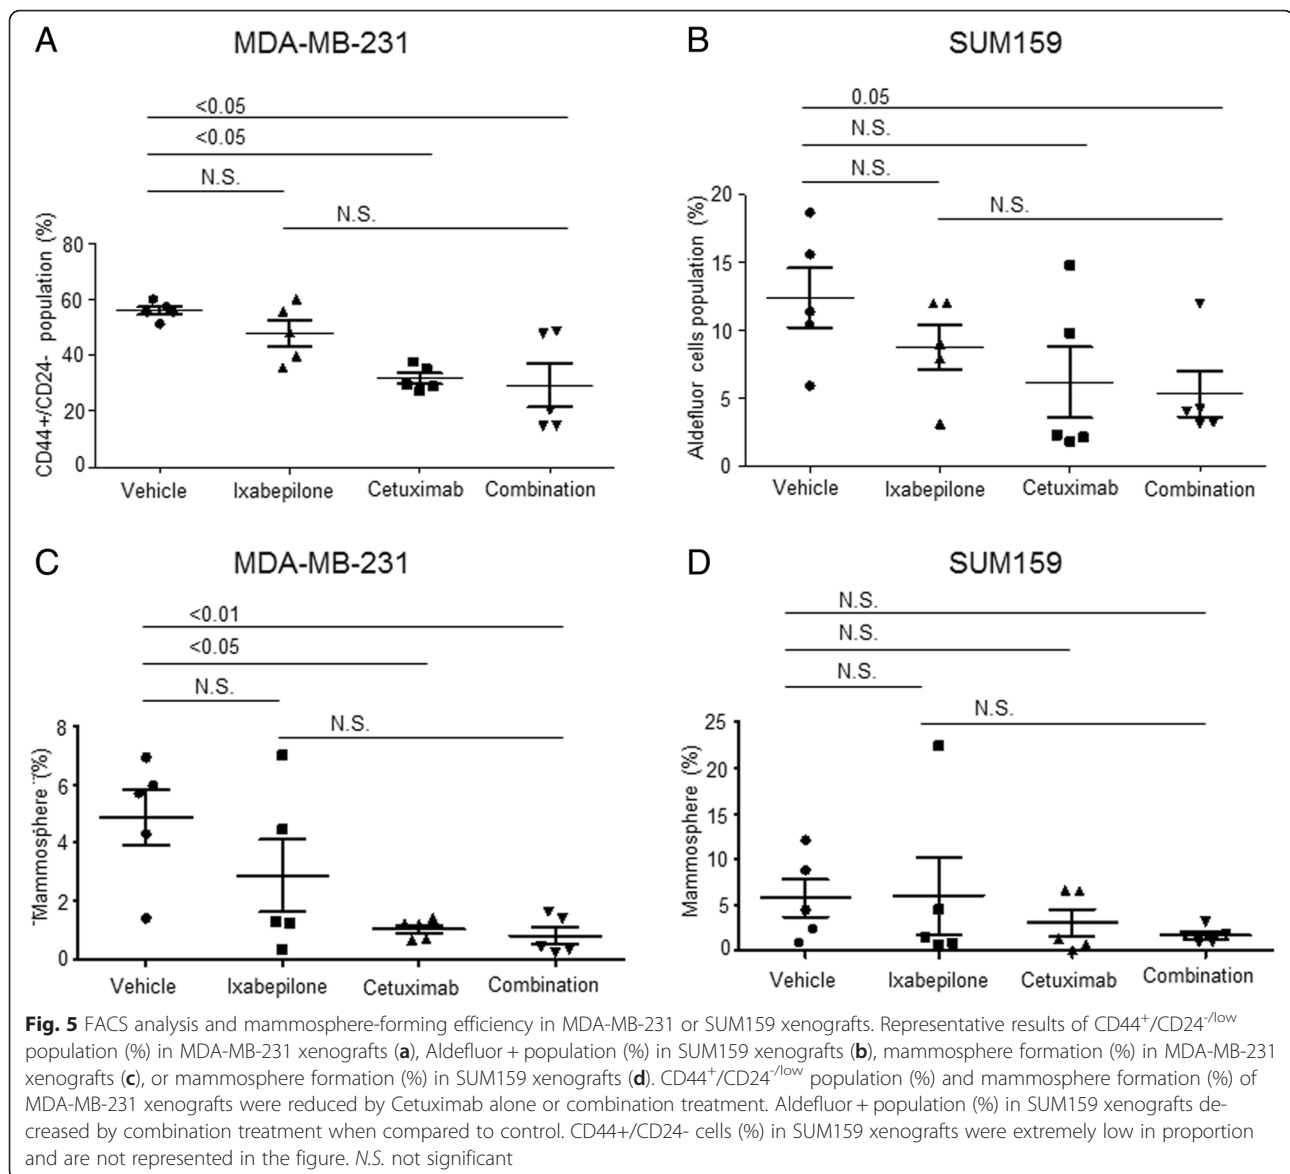 A
MDA-MB-231
<0.05
<0.05
N.S.
N.S.
CD44+/CD24- population (%)
80
60
40
20
0
Vehicle Ixabepilone Cetuximab Combination
B
SUM159
0.05
N.S.
N.S.
N.S.
Aldefluor cells population (%)
20
15
10
5
0
Vehicle Ixabepilone Cetuximab Combination
C
MDA-MB-231
<0.01
<0.05
N.S.
N.S.
Mammosphere (%)
8
6
4
2
0
Vehicle Ixabepilone Cetuximab Combination
D
SUM159
N.S.
N.S.
N.S.
N.S.
Mammosphere (%)
25
20
15
10
5
0
Vehicle Ixabepilone Cetuximab Combination
Fig. 5 FACS analysis and mammosphere-forming efficiency in MDA-MB-231 or SUM159 xenografts. Representative results of CD44+/CD24-/low
population (%) in MDA-MB-231 xenografts (a), Aldefluor + population (%) in SUM159 xenografts (b), mammosphere formation (%) in MDA-MB-231
xenografts (c), or mammosphere formation (%) in SUM159 xenografts (d). CD44+/CD24-/low population (%) and mammosphere formation (%) of
MDA-MB-231 xenografts were reduced by Cetuximab alone or combination treatment. Aldefluor + population (%) in SUM159 xenografts de-
creased by combination treatment when compared to control. CD44+/CD24- cells (%) in SUM159 xenografts were extremely low in proportion
and are not represented in the figure. N.S. not significant